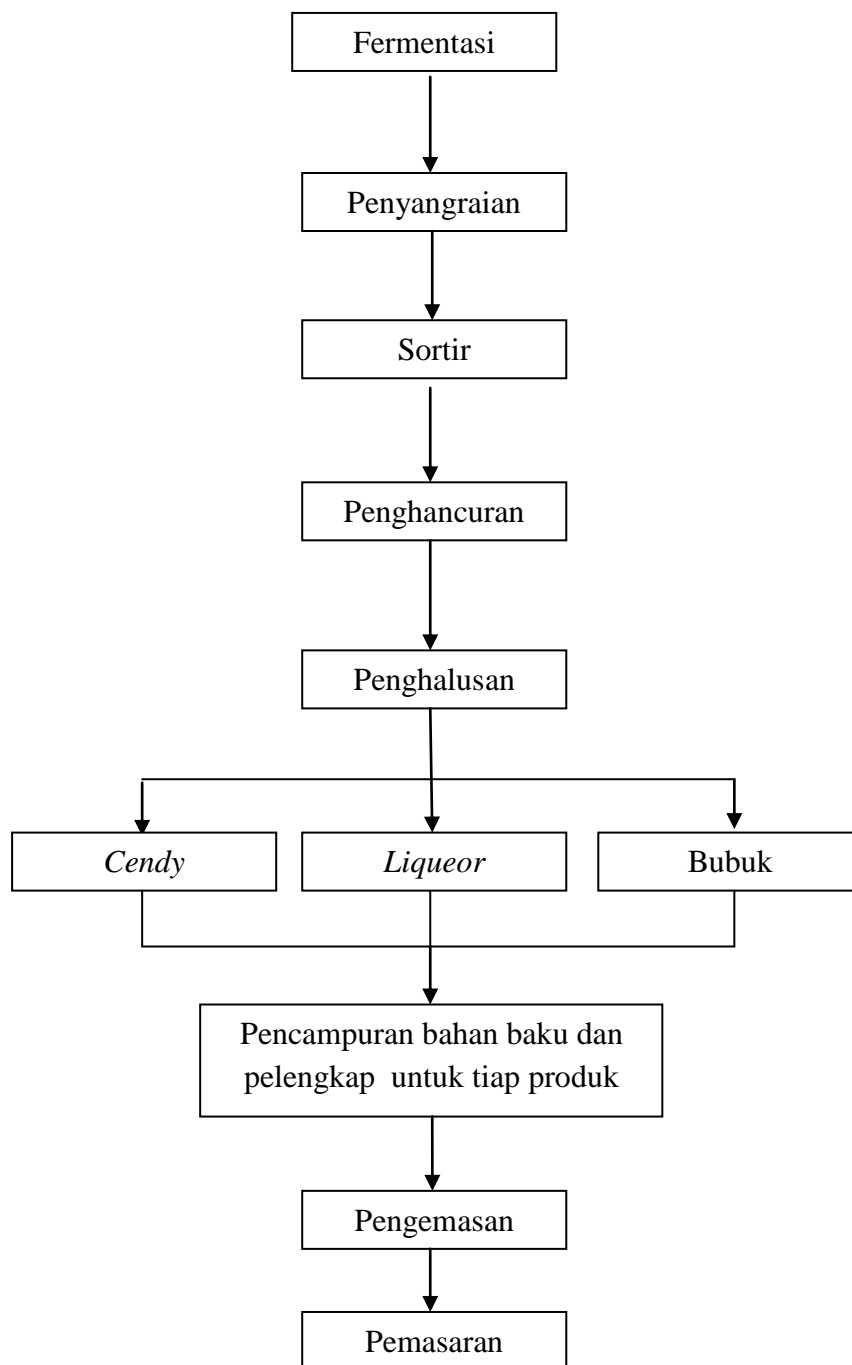 Fermentasi
Penyangraian
Sortir
Penghancuran
Penghalusan
Cendy
Liqueor
Bubuk
Pencampuran bahan baku dan
pelengkap untuk tiap produk
Pengemasan
Pemasaran